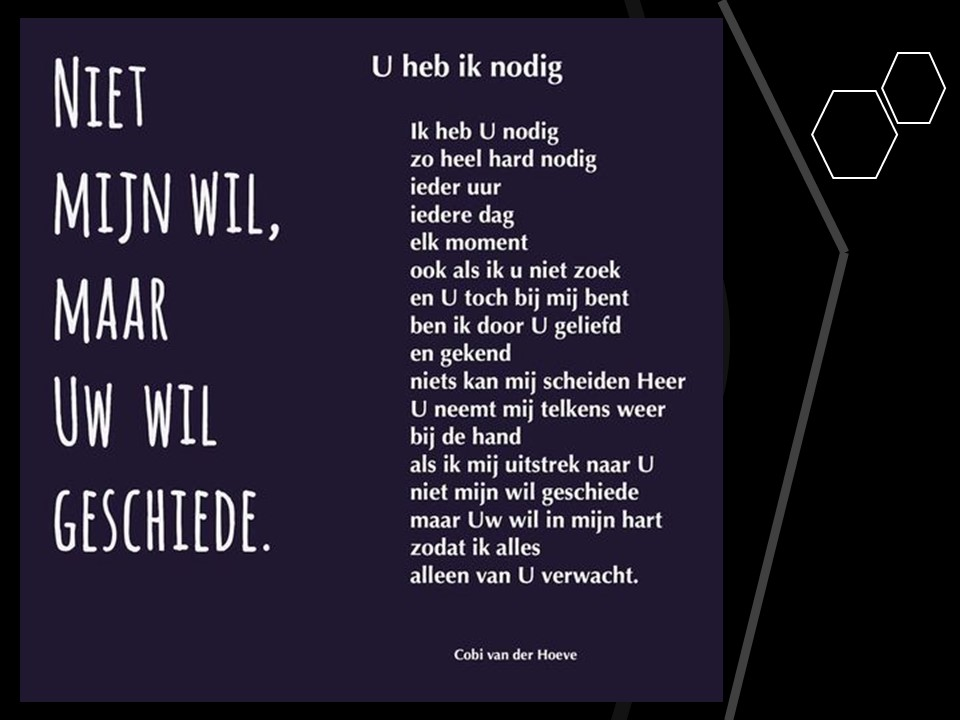 Niet
mijn wil,
maar
Uw wil
geschiede.
U heb ik nodig
Ik heb U nodig
zo heel hard nodig
ieder uur
iedere dag
elk moment
ook als ik u niet zoek
en U toch bij mij bent
ben ik door U geliefd
en gekend
niets kan mij scheiden Heer
U neemt mij telkens weer
bij de hand
als ik mij uitstrek naar U
niet mijn wil geschiede
maar Uw wil in mijn hart
zodat ik alles
alleen van U verwacht.
Cobi van der Hoeve